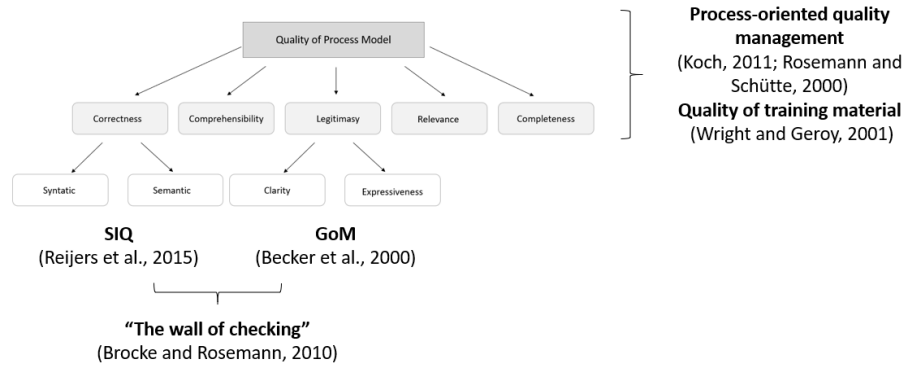 Quality of Process Model
Correctness
Comprehensibility
Legitimasy
Relevance
Completeness
Syntatic
Semantic
Clarity
Expressiveness
SIQ
(Reijers et al., 2015)
GoM
(Becker et al., 2000)
“The wall of checking”
(Brocke and Rosemann, 2010)
Process-oriented quality
management
(Koch, 2011; Rosemann and
Schütte, 2000)
Quality of training material
(Wright and Geroy, 2001)